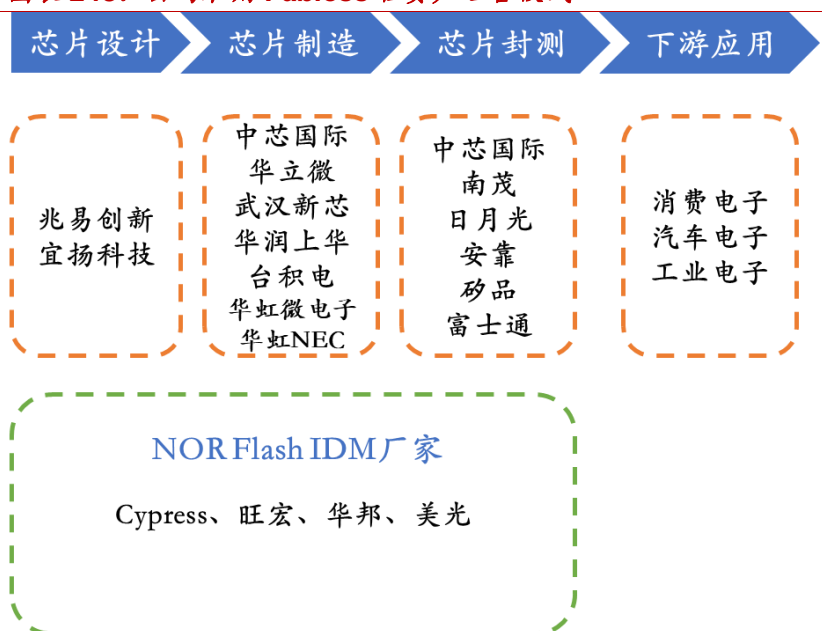 芯片设计
芯片制造
芯片封测
下游应用
兆易创新
宜扬科技
中芯国际
华立微
武汉新芯
华润上华
台积电
华虹微电子
华虹NEC
中芯国际
南茂
日月光
安靠
矽品
富士通
消费电子
汽车电子
工业电子
NOR Flash IDM厂家
Cypress、旺宏、华邦、美光